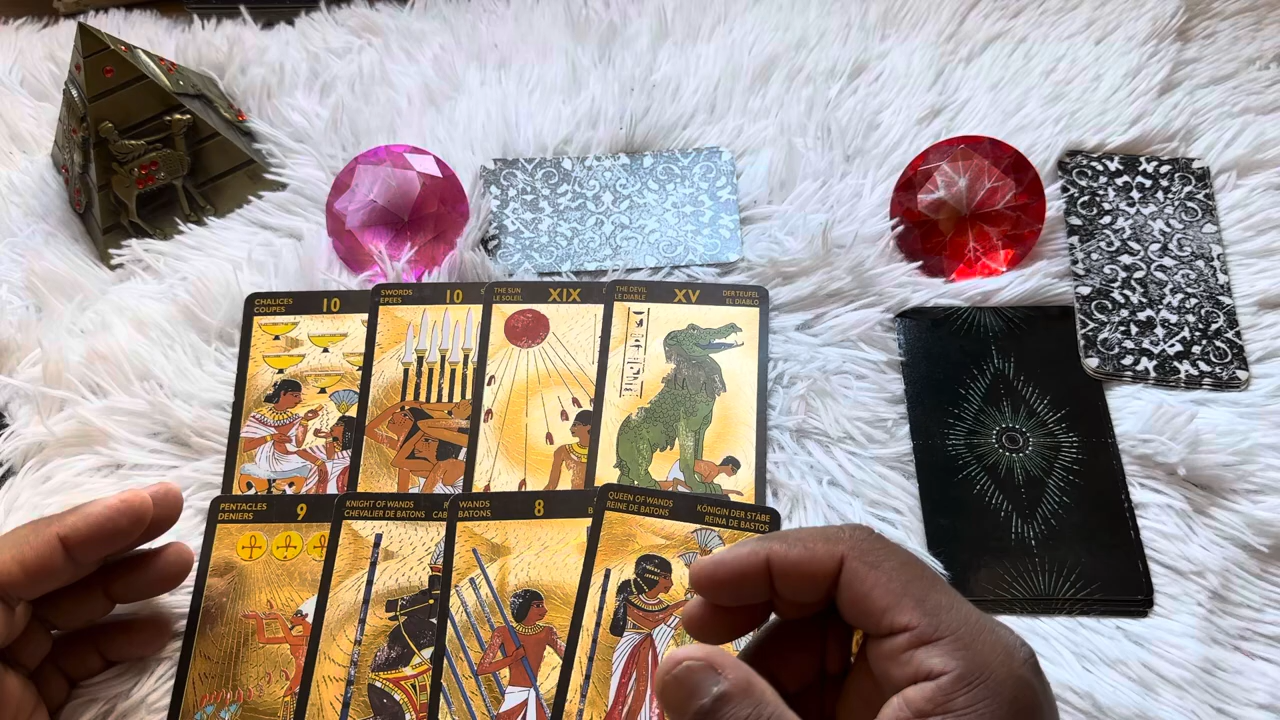 CHALICES 10
COUPES
SWORDS 10 S
EPEES
THE SUN XIX
LE SOLEIL
THE DEVIL XV DER TEUFEL
LE DIABLE EL DIABLO
PENTACLES 9
DENIERS
KNIGHT OF WANDS R
CHEVALIER DE BATONS CAB
WANDS 8
BATONS B
QUEEN OF WANDS KÖNIGIN DER STÄBE
REINE DE BATONS REINA DE BASTOS